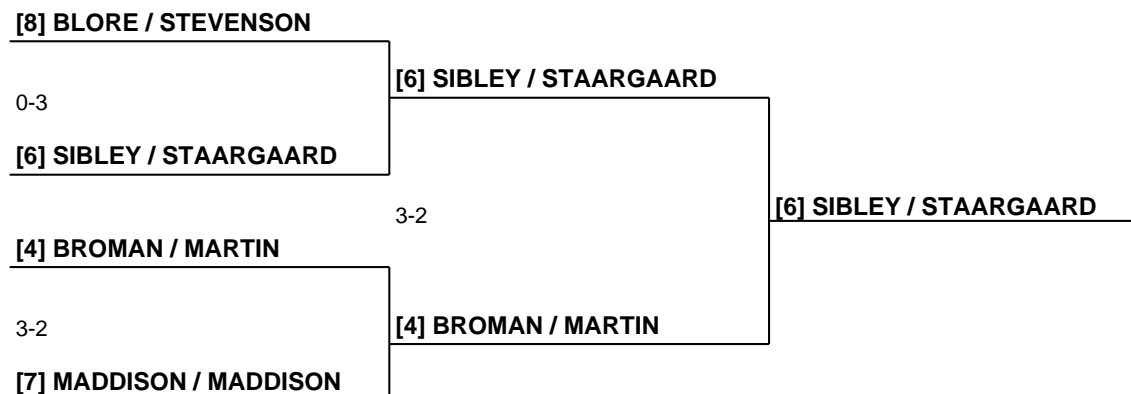 [8] BLORE / STEVENSON
[6] SIBLEY / STAARGAARD
0-3
[6] SIBLEY / STAARGAARD
3-2
[6] SIBLEY / STAARGAARD
[4] BROMAN / MARTIN
3-2
[4] BROMAN / MARTIN
[7] MADDISON / MADDISON